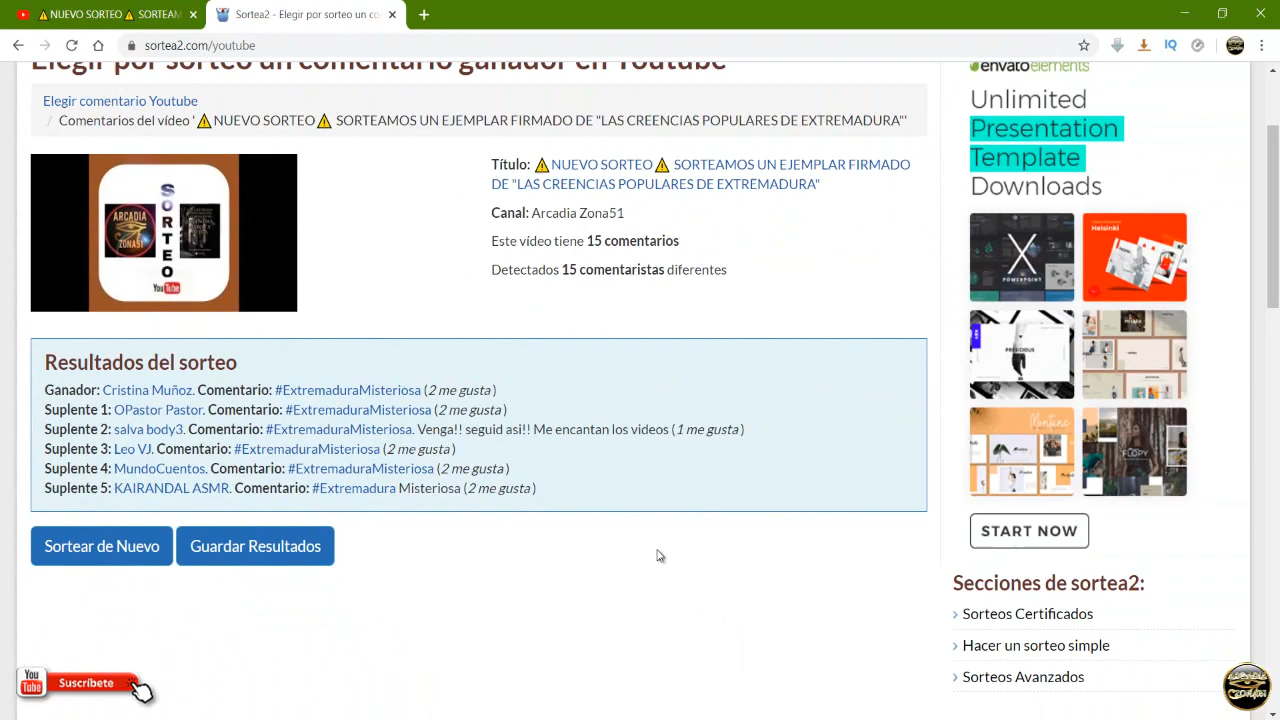 ⚠NUEVO SORTEO⚠ SORTEAM
Sortea2 - Elegir por sorteo un co
sortea2.com/youtube
Elegir por sorteo un comentario ganador en Youtube
Elegir comentario Youtube
/ Comentarios del vídeo '⚠NUEVO SORTEO⚠ SORTEAMOS UN EJEMPLAR FIRMADO DE "LAS CREENCIAS POPULARES DE EXTREMADURA"'
ARCADIA
ZONA51
SORTEO
YouTube
Título: ⚠NUEVO SORTEO⚠ SORTEAMOS UN EJEMPLAR FIRMADO
DE "LAS CREENCIAS POPULARES DE EXTREMADURA"
Canal: Arcadia Zona51
Este vídeo tiene 15 comentarios
Detectados 15 comentaristas diferentes
Resultados del sorteo
Ganador: Cristina Muñoz. Comentario: #ExtremaduraMisteriosa (2 me gusta )
Suplente 1: OPastor Pastor. Comentario: #ExtremaduraMisteriosa (2 me gusta )
Suplente 2: salva body3. Comentario: #ExtremaduraMisteriosa. Venga!! seguid asi!! Me encantan los videos (1 me gusta )
Suplente 3: Leo VJ. Comentario: #ExtremaduraMisteriosa (2 me gusta )
Suplente 4: MundoCuentos. Comentario: #ExtremaduraMisteriosa (2 me gusta )
Suplente 5: KAIRANDAL ASMR. Comentario: #Extremadura Misteriosa (2 me gusta )
Sortear de Nuevo
Guardar Resultados
envatoelements
Unlimited
Presentation
Template
Downloads
X
POWERPOINT
Helsinki
START NOW
Secciones de sortea2:
Sorteos Certificados
Hacer un sorteo simple
Sorteos Avanzados
You
Tube
Suscríbete